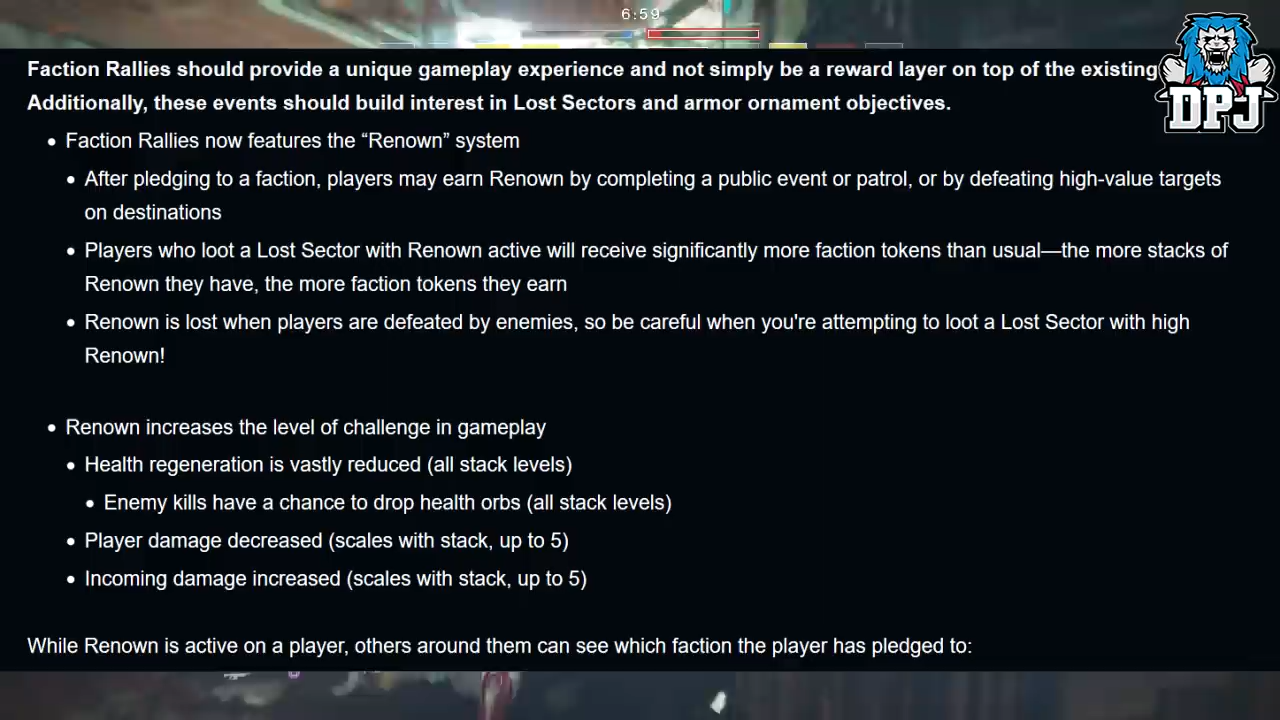 6:59
Faction Rallies should provide a unique gameplay experience and not simply be a reward layer on top of the existing
Additionally, these events should build interest in Lost Sectors and armor ornament objectives.
• Faction Rallies now features the “Renown” system
• After pledging to a faction, players may earn Renown by completing a public event or patrol, or by defeating high-value targets
on destinations
• Players who loot a Lost Sector with Renown active will receive significantly more faction tokens than usual—the more stacks of
Renown they have, the more faction tokens they earn
• Renown is lost when players are defeated by enemies, so be careful when you're attempting to loot a Lost Sector with high
Renown!
• Renown increases the level of challenge in gameplay
• Health regeneration is vastly reduced (all stack levels)
• Enemy kills have a chance to drop health orbs (all stack levels)
• Player damage decreased (scales with stack, up to 5)
• Incoming damage increased (scales with stack, up to 5)
While Renown is active on a player, others around them can see which faction the player has pledged to:
DPJ